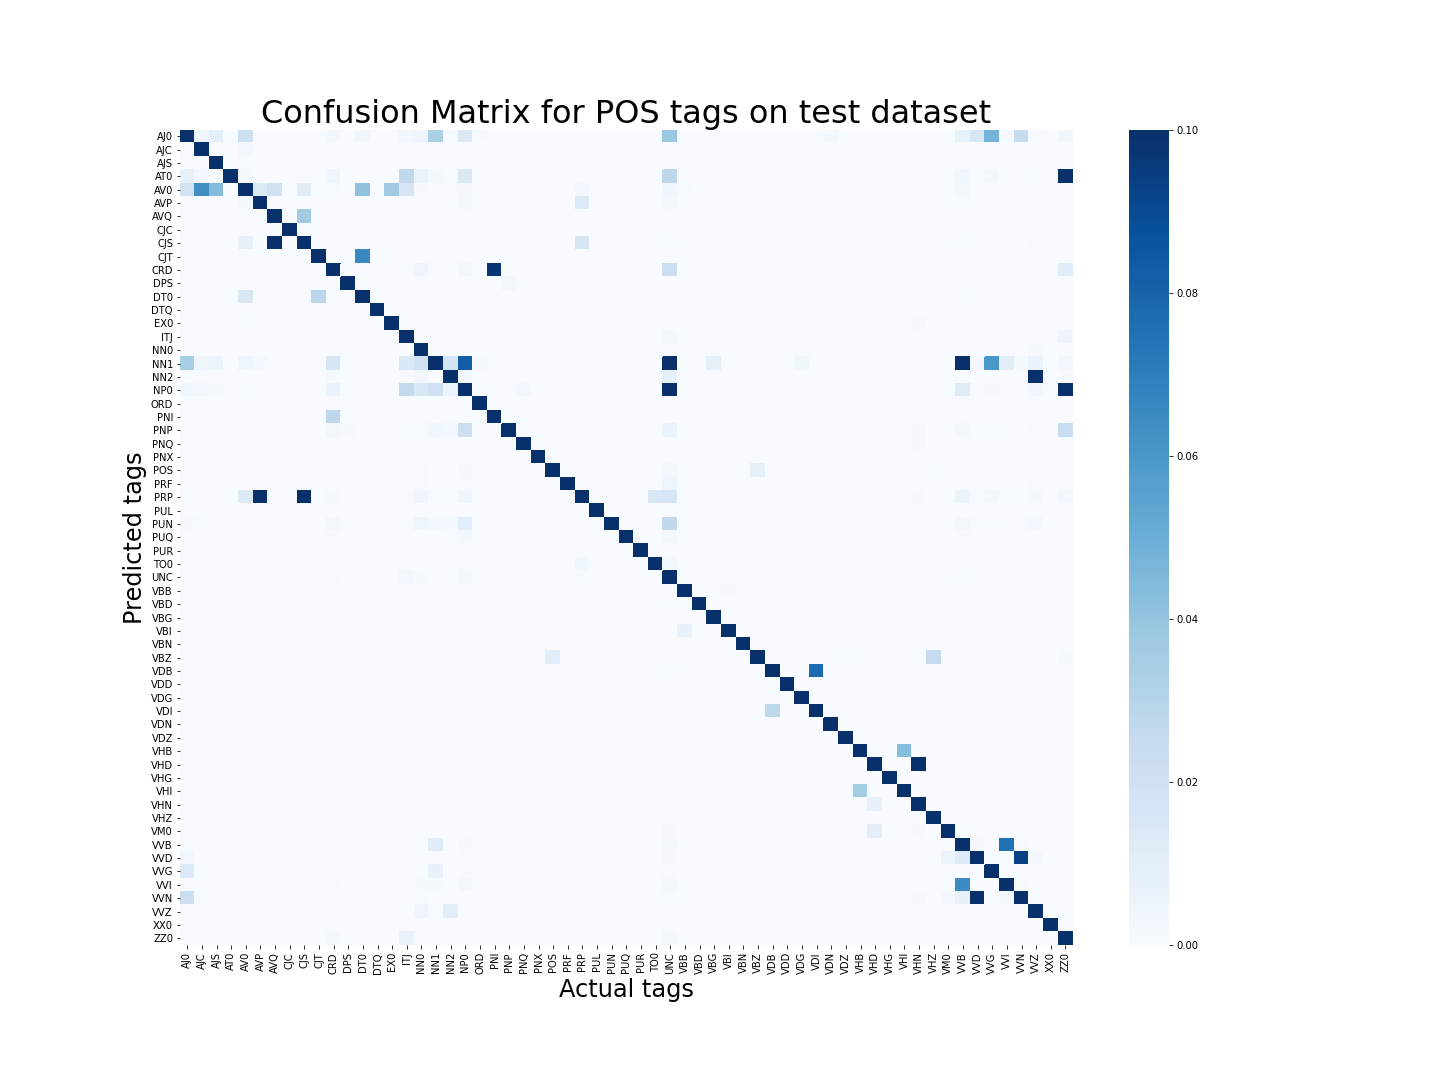 Confusion Matrix for POS tags on test dataset
AJ0
AJC
AJS
AT0
AV0
AVP
AVQ
CJC
CJS
CJT
CRD
DPS
DT0
DTQ
EX0
ITJ
NN0
NN1
NN2
NP0
ORD
PNI
PNP
PNQ
PNX
POS
PRF
PRP
PUL
PUN
PUQ
PUR
TO0
UNC
VBB
VBD
VBG
VBI
VBN
VBZ
VDB
VDD
VDG
VDI
VDN
VDZ
VHB
VHD
VHG
VHI
VHN
VHZ
VM0
VVB
VVD
VVG
VVI
VVN
VVZ
XX0
ZZ0
Predicted tags
AJ0 AJC AJS AT0 AV0 AVP AVQ CJC CJS CJT CRD DPS DT0 DTQ EX0 ITJ NN0 NN1 NN2 NP0 ORD PNI PNP PNQ PNX POS PRF PRP PUL PUN PUQ PUR TO0 UNC VBB VBD VBG VBI VBN VBZ VDB VDD VDG VDI VDN VDZ VHB VHD VHG VHI VHN VHZ VM0 VVB VVD VVG VVI VVN VVZ XX0 ZZ0
Actual tags
0.10
0.08
0.06
0.04
0.02
0.00